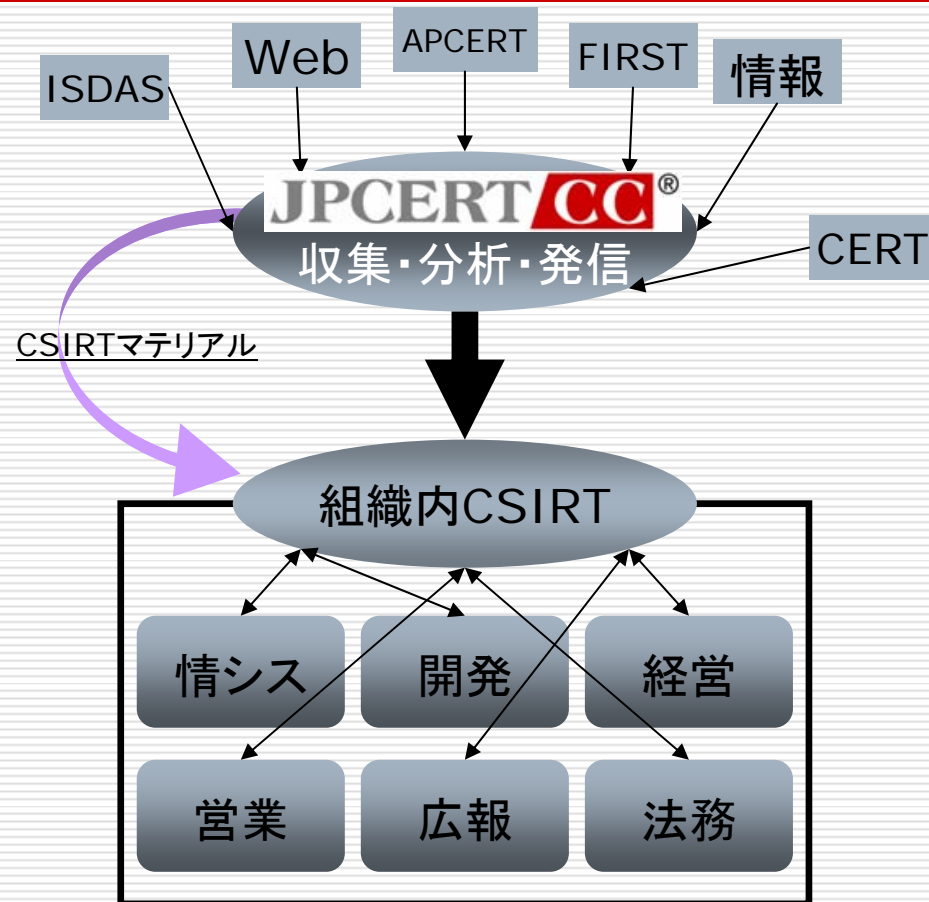 ISDAS
Web
APCERT
FIRST
情報
JPCERT CC®
収集・分析・発信
CERT
CSIRTマテリアル
組織内CSIRT
情シス
開発
経営
営業
広報
法務